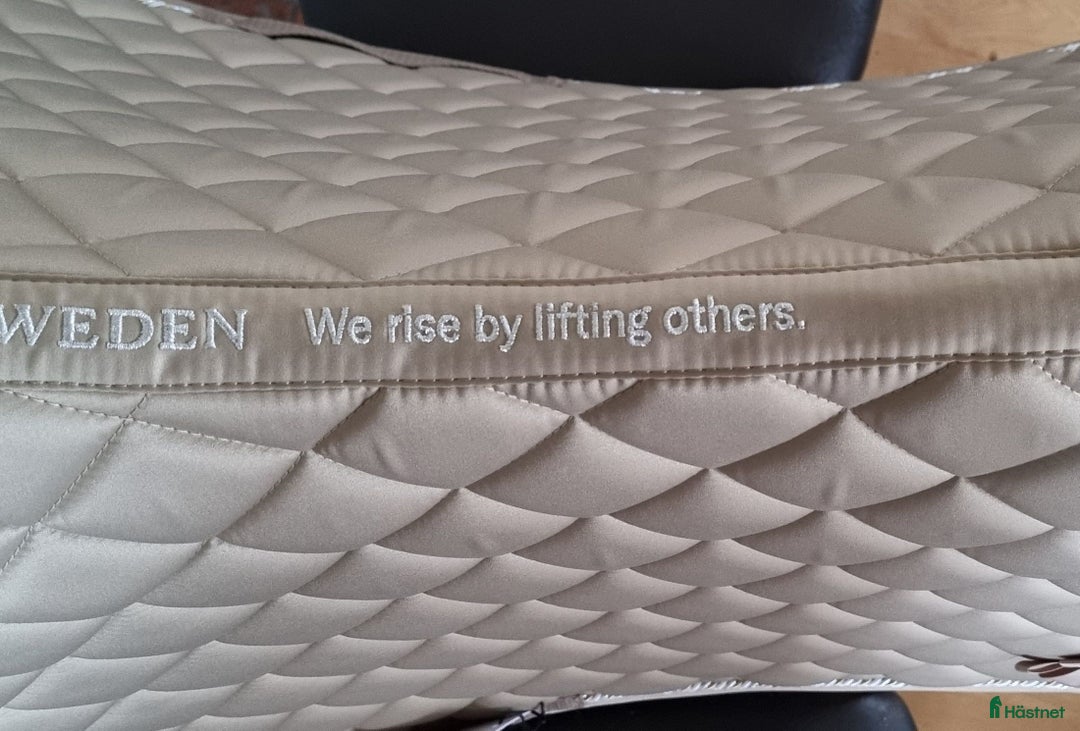 WEDEN We rise by lifting others.
Hästnet